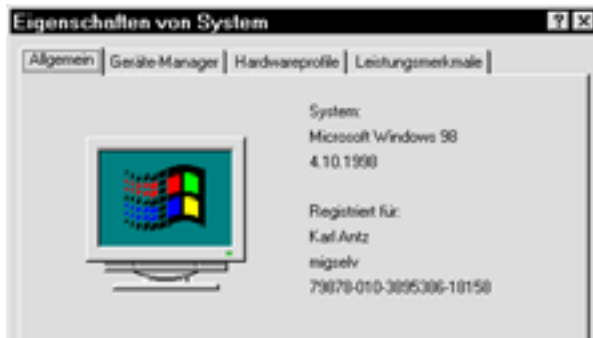 Eigenschaften von System
Allgemein Geräte-Manager Hardwareprofile Leistungsmerkmale
System:
Microsoft Windows 98
4.10.1998
Registriert für:
Karl Antz
migselv
79878-010-3895386-18158